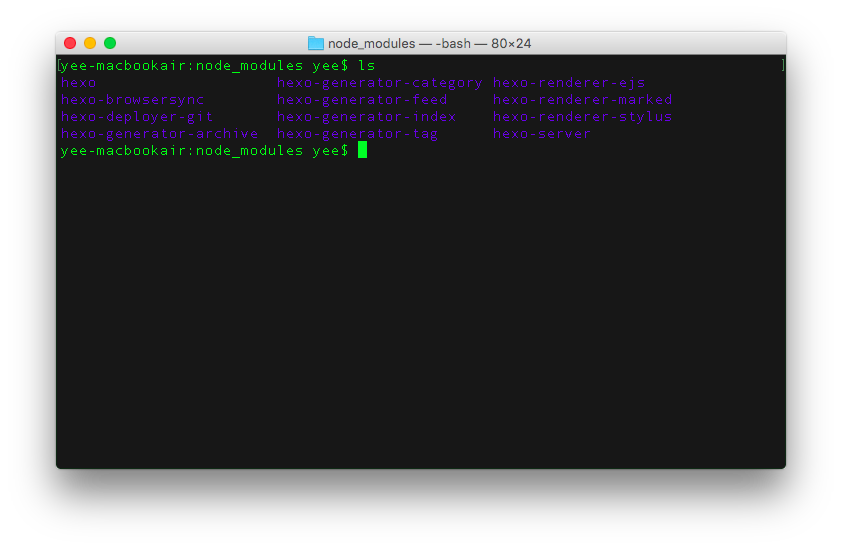 node_modules — -bash — 80×24
[yee-macbookair:node_modules yee$ ls ]
hexo hexo-generator-category hexo-renderer-ejs
hexo-browsersync hexo-generator-feed hexo-renderer-marked
hexo-deployer-git hexo-generator-index hexo-renderer-stylus
hexo-generator-archive hexo-generator-tag hexo-server
yee-macbookair:node_modules yee$